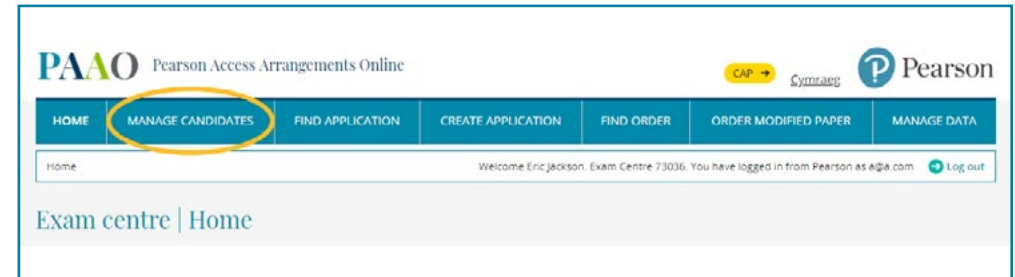 PAAO Pearson Access Arrangements Online
CAP → Cymraeg Pearson
HOME MANAGE CANDIDATES FIND APPLICATION CREATE APPLICATION FIND ORDER ORDER MODIFIED PAPER MANAGE DATA
Home Welcome Eric Jackson. Exam Centre 73036. You have logged in from Pearson as a@a.com Log out
Exam centre | Home